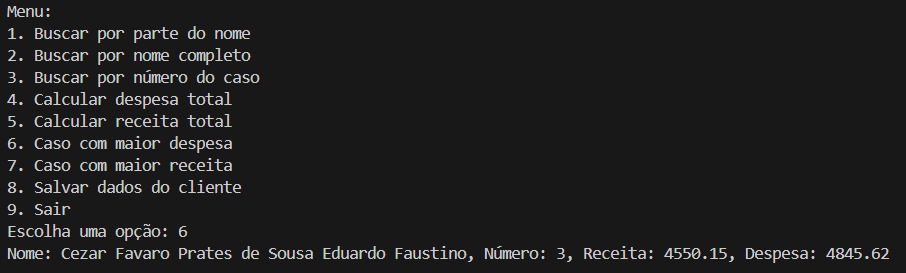 Menu:
1. Buscar por parte do nome
2. Buscar por nome completo
3. Buscar por número do caso
4. Calcular despesa total
5. Calcular receita total
6. Caso com maior despesa
7. Caso com maior receita
8. Salvar dados do cliente
9. Sair
Escolha uma opção: 6
Nome: Cezar Favaro Prates de Sousa Eduardo Faustino, Número: 3, Receita: 4550.15, Despesa: 4845.62